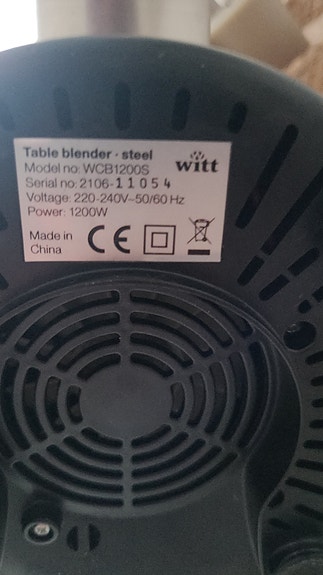 Table blender - steel
witt
Model no: WCB1200S
Serial no: 2106-11054
Voltage: 220-240V~50/60 Hz
Power: 1200W
Made in
China
CE